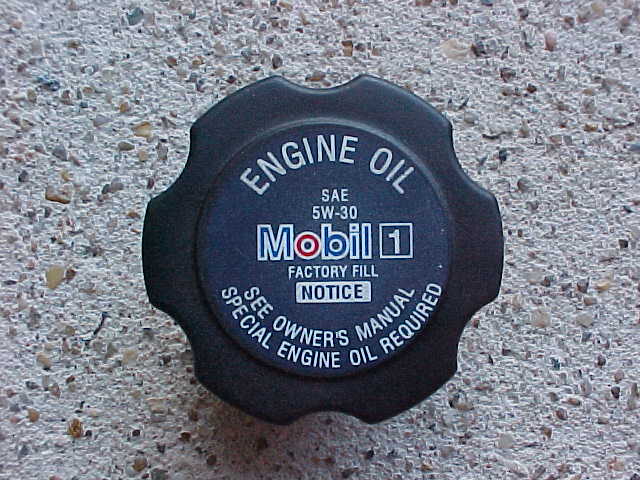 ENGINE OIL
SAE
5W-30
Mobil 1
FACTORY FILL
NOTICE
SEE OWNER'S MANUAL
SPECIAL ENGINE OIL REQUIRED